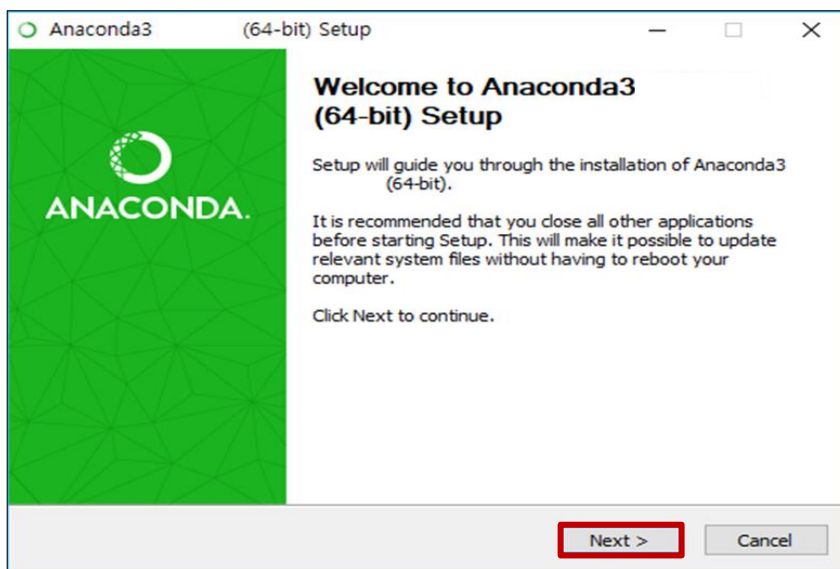 Anaconda3 (64-bit) Setup
Welcome to Anaconda3
(64-bit) Setup
Setup will guide you through the installation of Anaconda3
(64-bit).
It is recommended that you close all other applications
before starting Setup. This will make it possible to update
relevant system files without having to reboot your
computer.
Click Next to continue.
ANACONDA.
Next >
Cancel